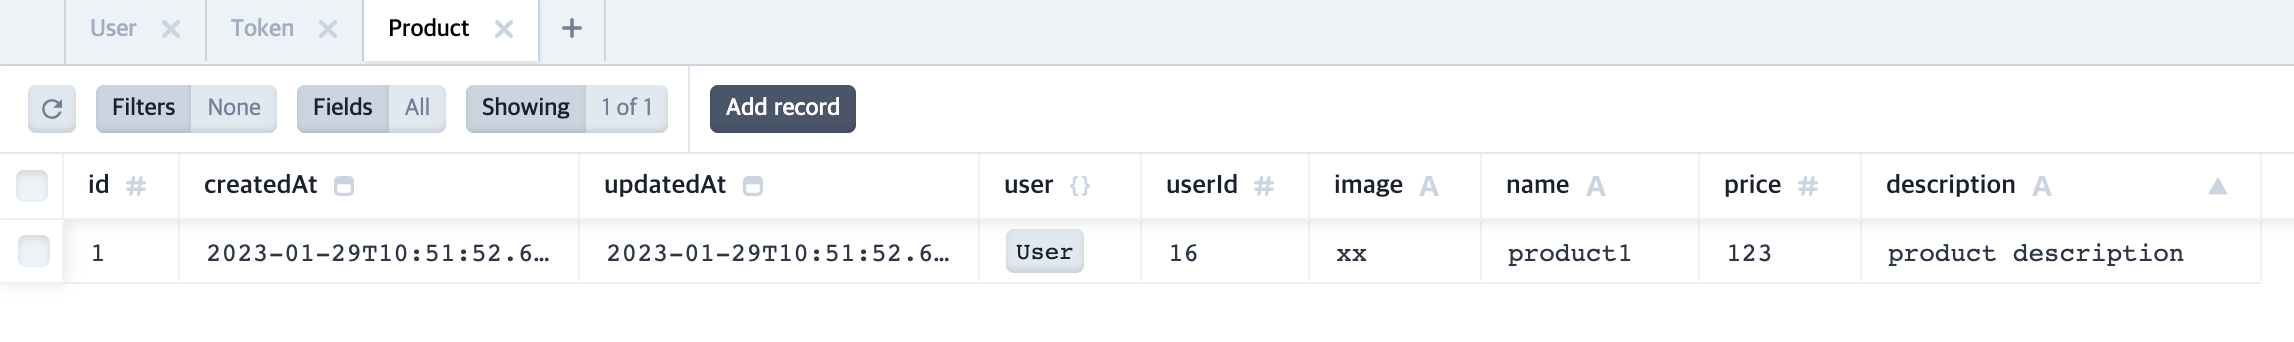 User Token Product +
Filters None Fields All Showing 1 of 1 Add record
id # createdAt updatedAt user {} userId # image A name A price # description A
1 2023-01-29T10:51:52.6… 2023-01-29T10:51:52.6… User 16 xx product1 123 product description